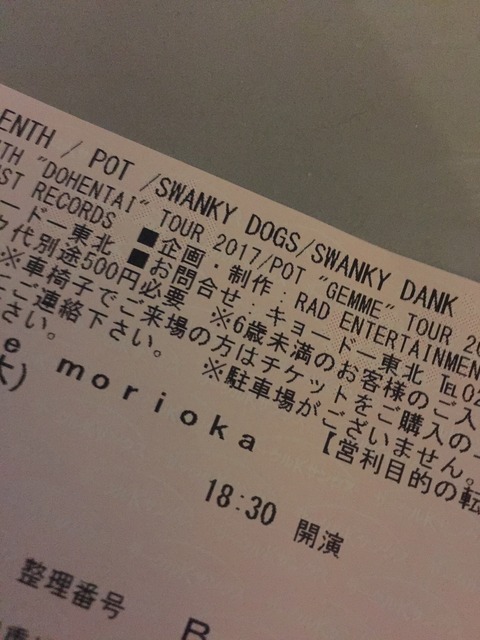 ENTH / POT /SWANKY DOGS/SWANKY DANK
TH "DOHENTAI" TOUR 2017/POT "GEMME" TOUR 20
ST RECORDS ■企画・制作：RAD ENTERTAINMEN
ードー東北 ■お問合せ：キョードー東北 TEL04
ク代別途500円必要 ※6歳未満のお客様のご入
※車椅子でご来場の方はチケットをご購入の
ご連絡下さい。 ※駐車場がございません。
さい。 【営利目的の転
e morioka
18:30 開演
整理番号 B